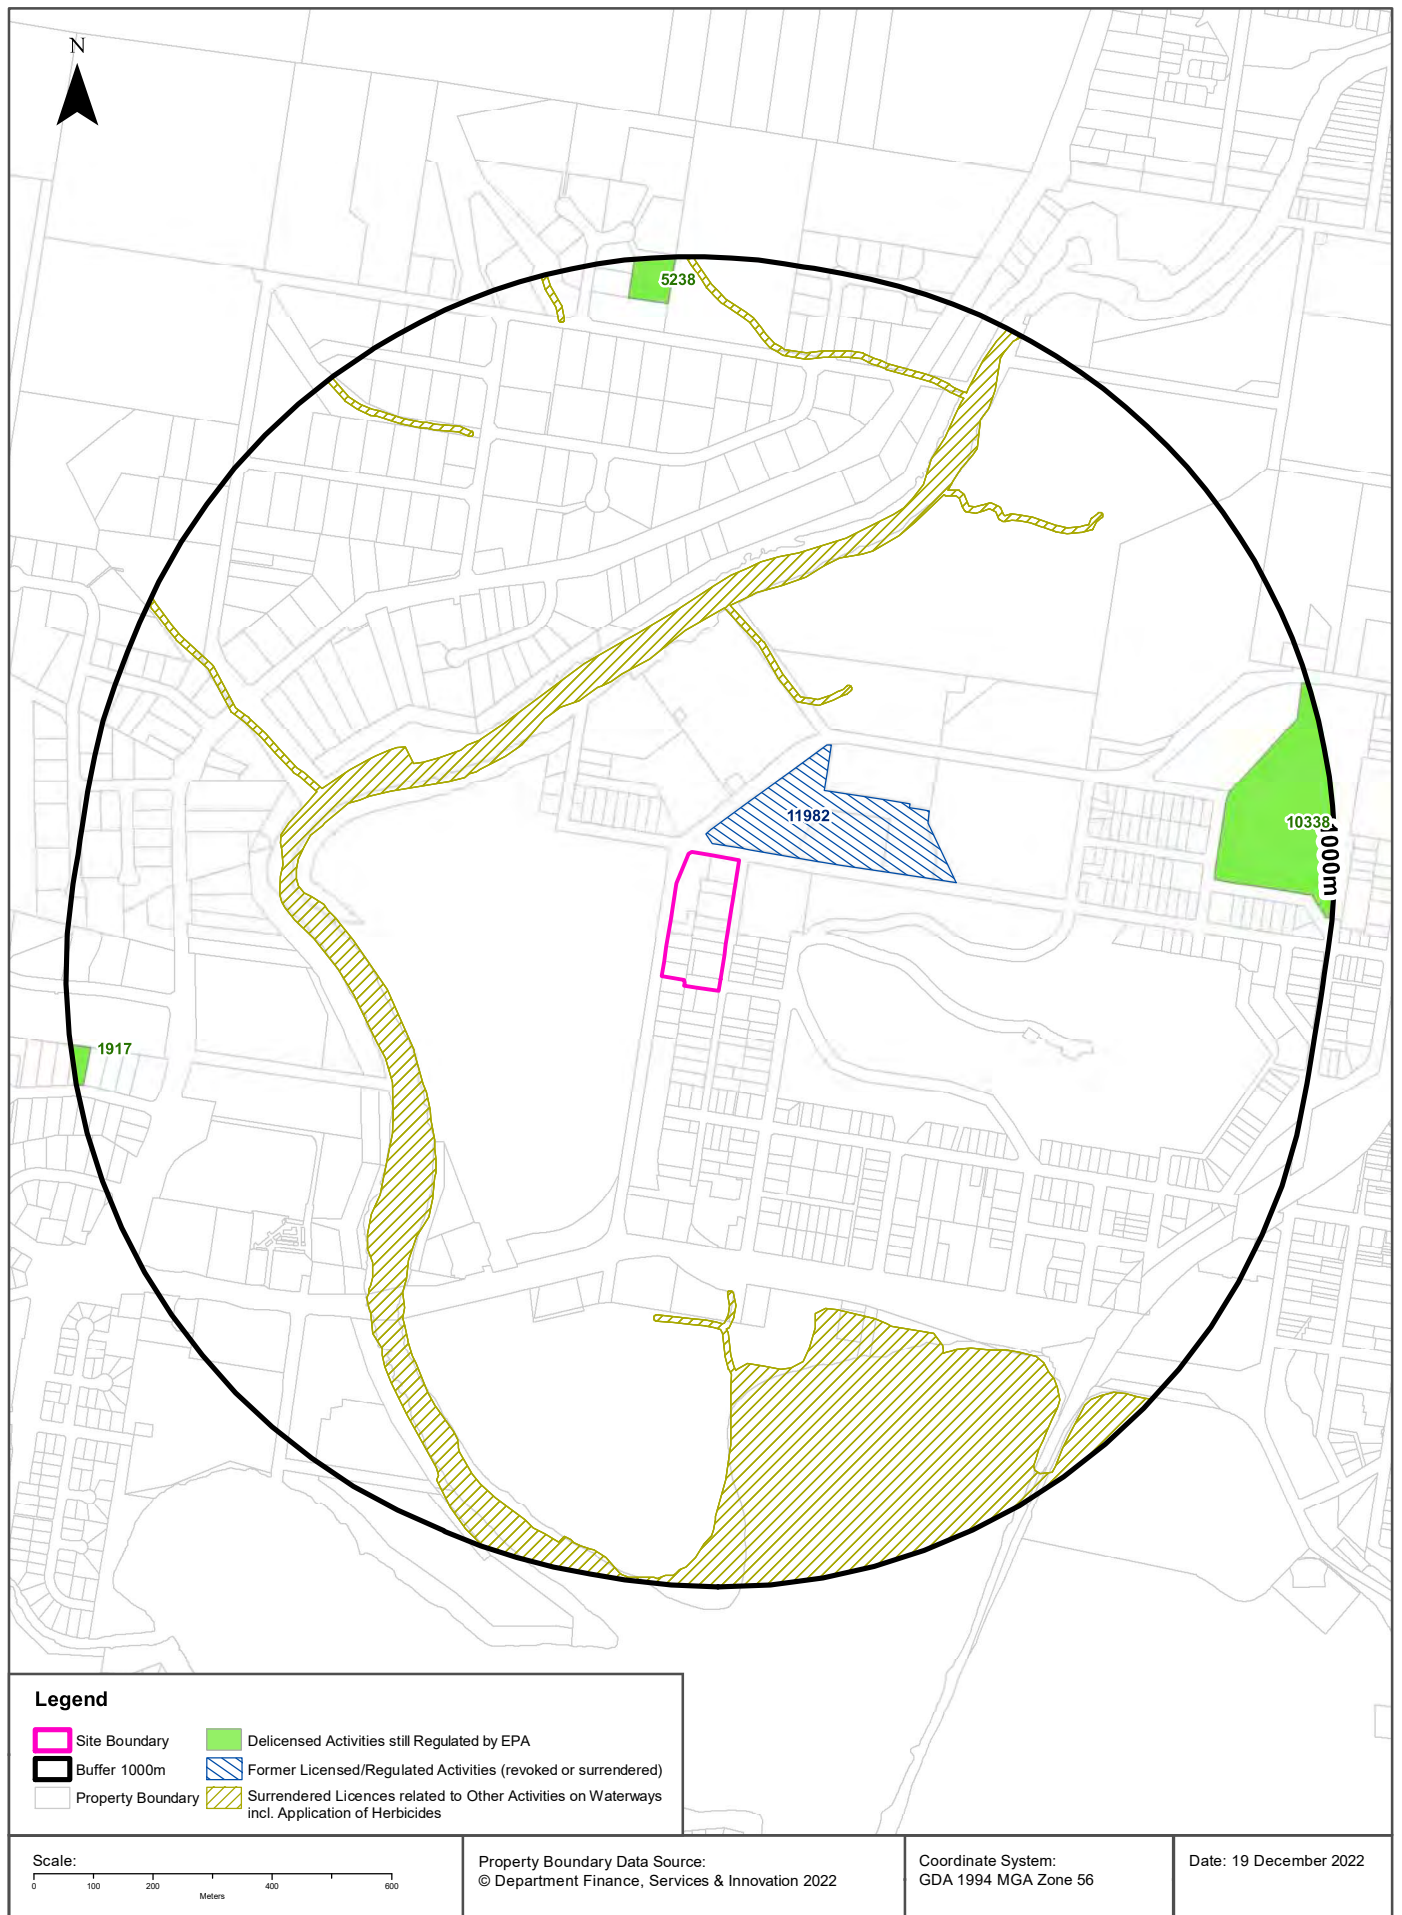 N
5238
11982
10338
1000m
1917
Legend
Site Boundary
Buffer 1000m
Property Boundary
Delicensed Activities still Regulated by EPA
Former Licensed/Regulated Activities (revoked or surrendered)
Surrendered Licences related to Other Activities on Waterways
incl. Application of Herbicides
Scale:
0 100 200 400 600
Meters
Property Boundary Data Source:
© Department Finance, Services & Innovation 2022
Coordinate System:
GDA 1994 MGA Zone 56
Date: 19 December 2022